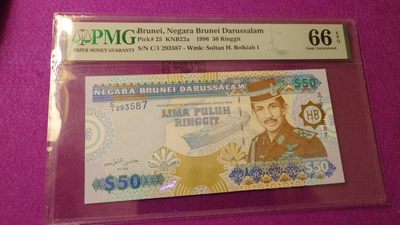 PMG
PAPER MONEY GUARANTY
Brunei, Negara Brunei Darussalam
Pick# 25 KNB22a 1996 50 Ringgit
S/N C/1 293587 - Wmk: Sultan H. Bolkiah I
66 EPQ
Gem Uncirculated
NEGARA BRUNEI DARUSSALAM
$50
C/1 293587
LIMA PULUH
RINGGIT
HB
$50
$50